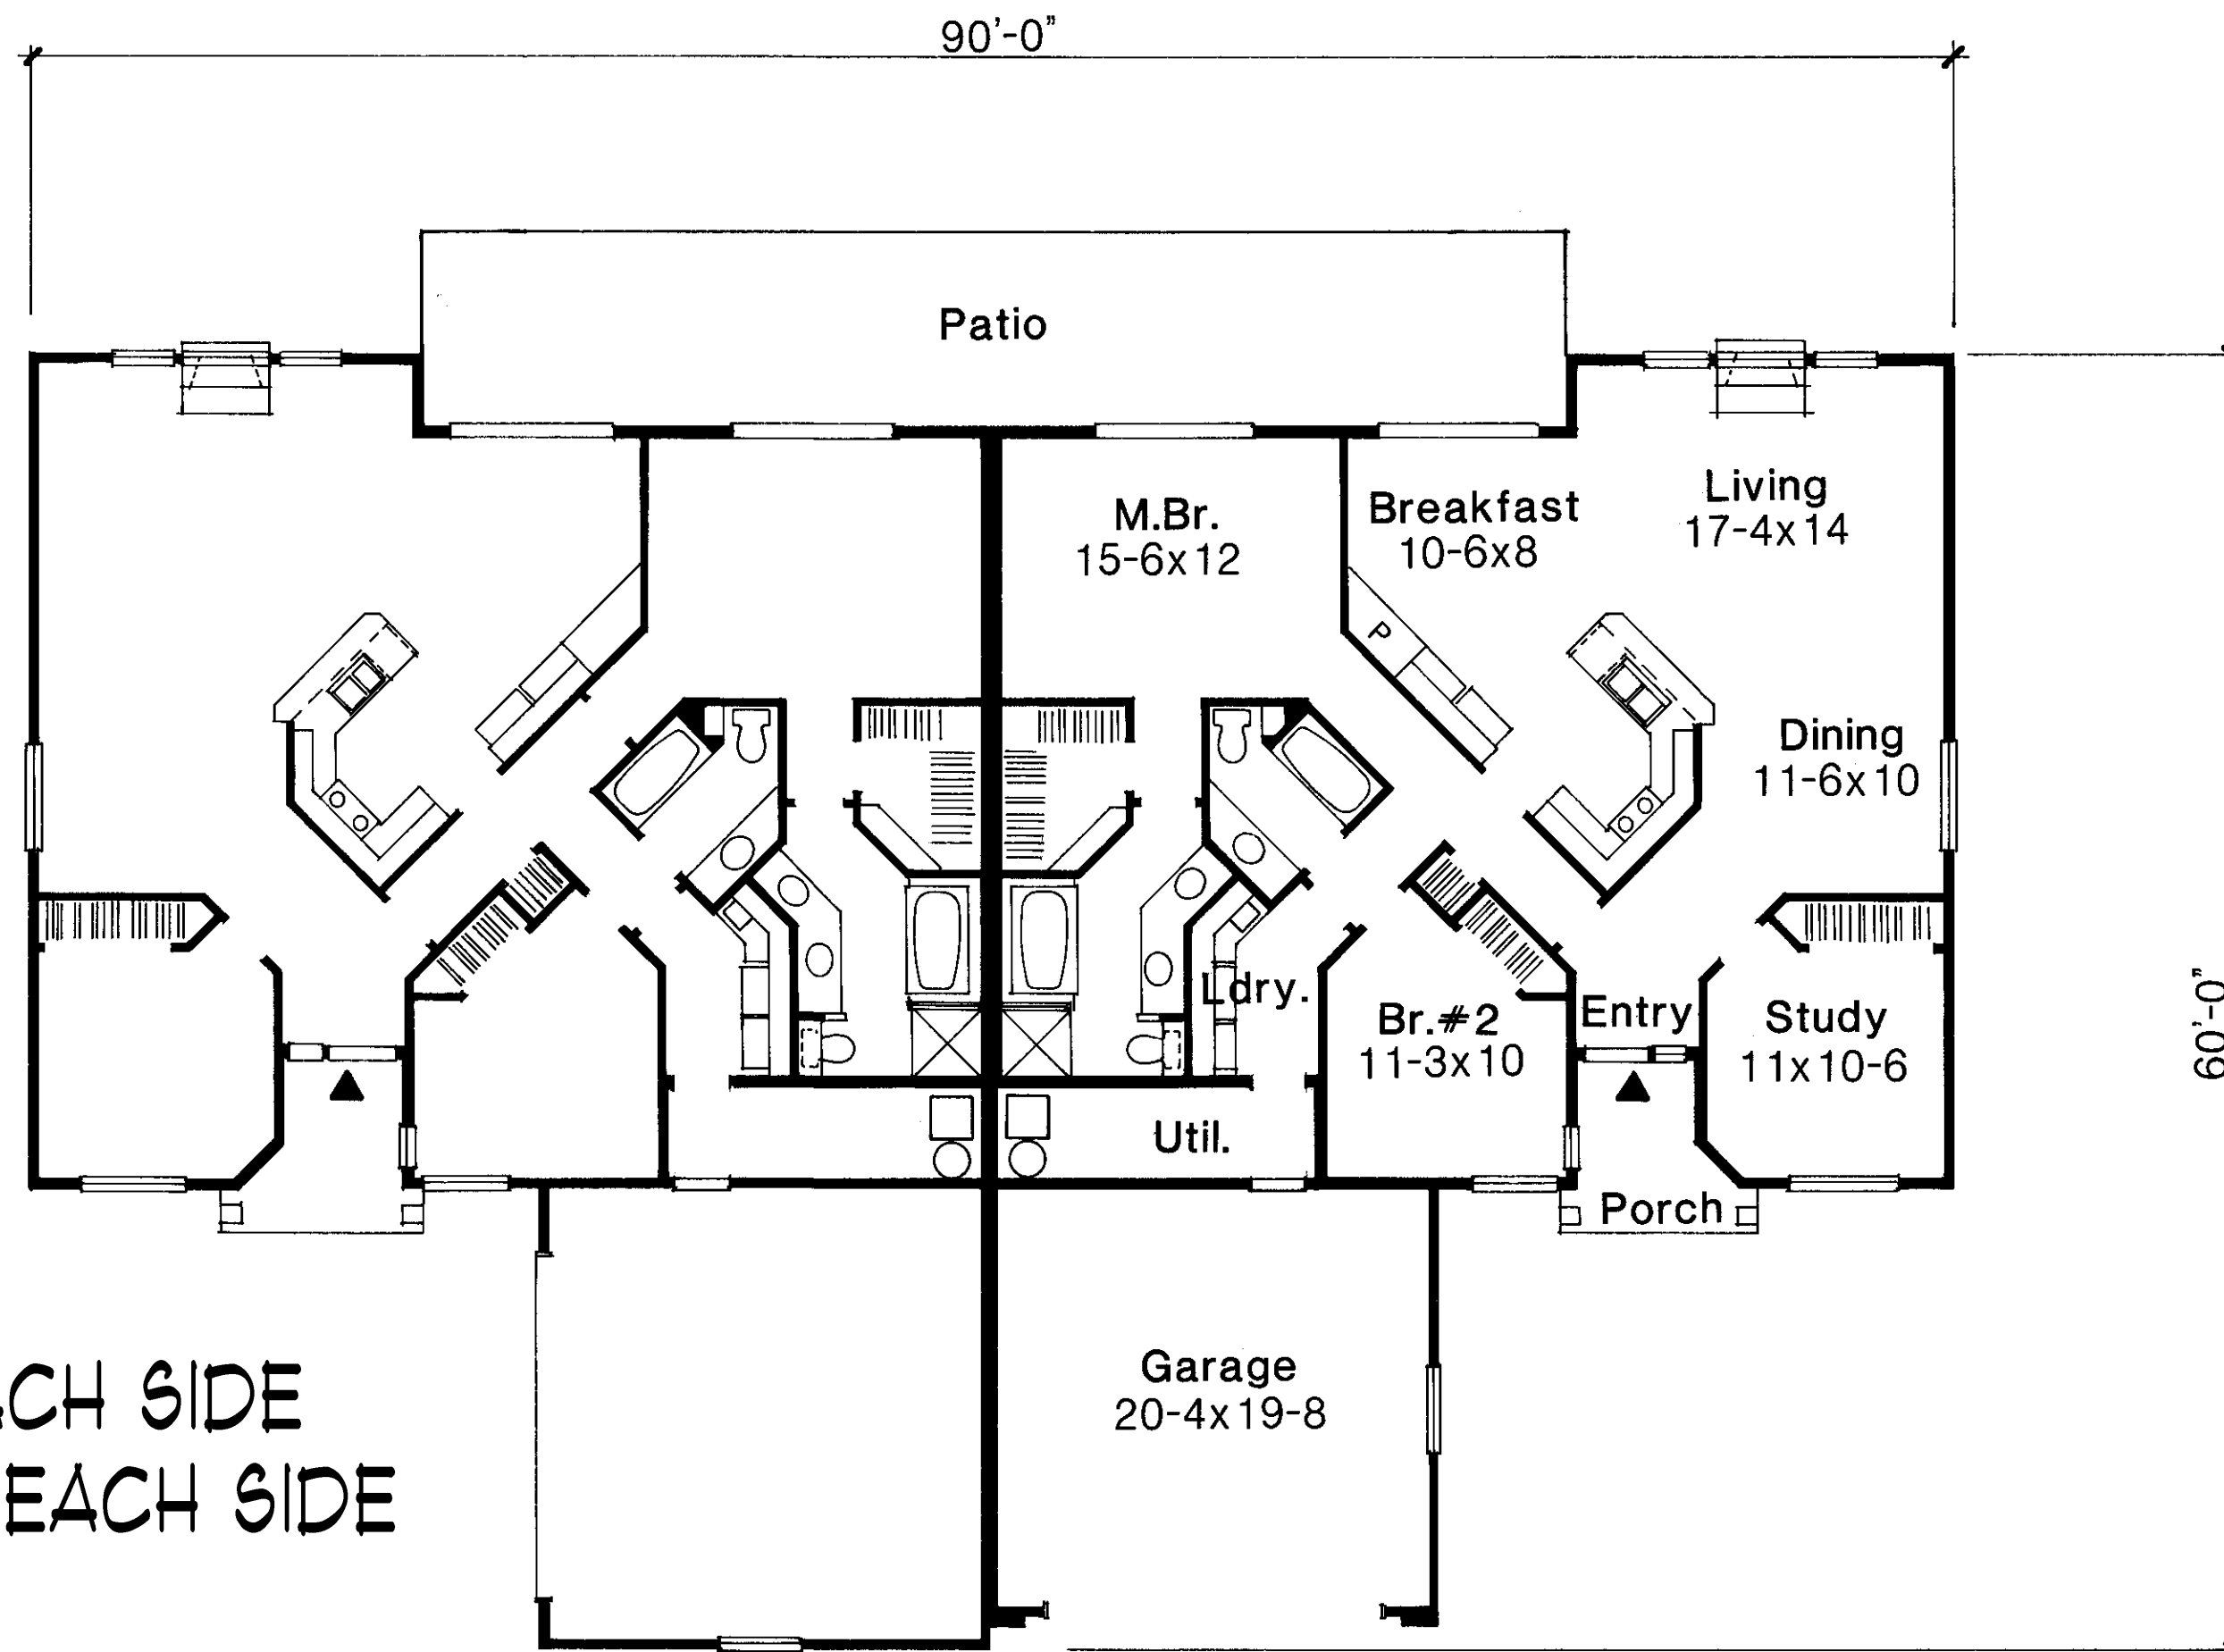 90'-0"
Patio
M.Br.
15-6x12
Breakfast
10-6x8
Living
17-4x14
P
Dining
11-6x10
Ldry.
Br.#2
11-3x10
Entry
Study
11x10-6
60'-0"
Util.
Porch
Garage
20-4x19-8
SIDE
EACH SIDE